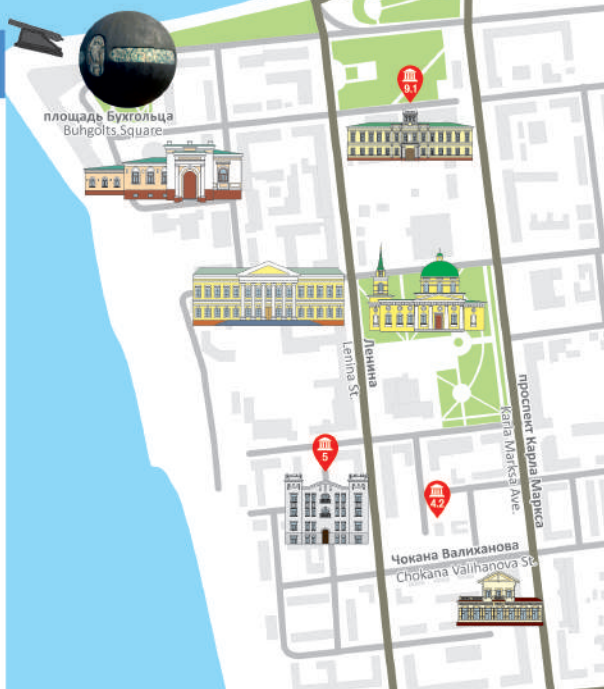 площадь Бухгольца
Buhgolts Square
9.1
Ленина
Lenina St.
проспект Карла Маркса
Karla Marksa Ave.
5
4.2
Чокана Валиханова
Chokana Valihanova St.